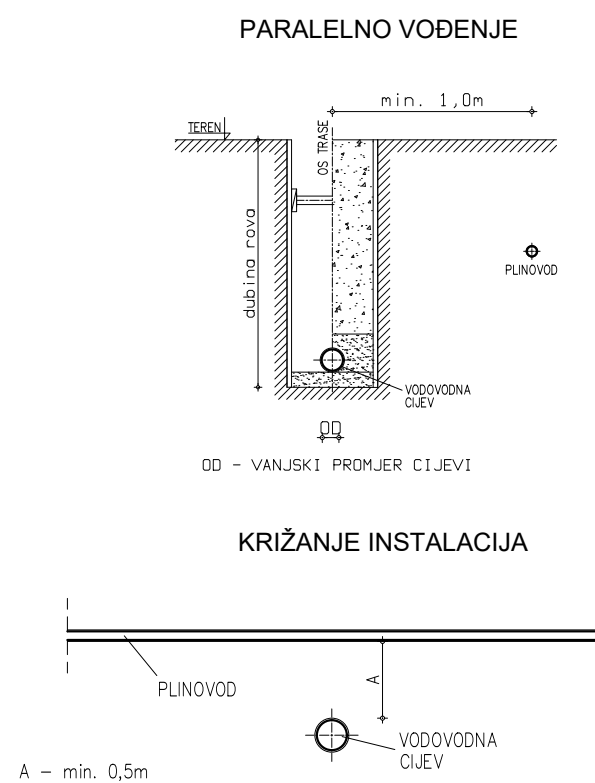 PARALELNO VOĐENJE
min. 1,0m
TEREN
OS TRASE
dubina rova
PLINOVOD
VODOVODNA
CIJEV
OD
OD - VANJSKI PROMJER CIJEVI
KRIŽANJE INSTALACIJA
PLINOVOD
A
VODOVODNA
CIJEV
A - min. 0,5m